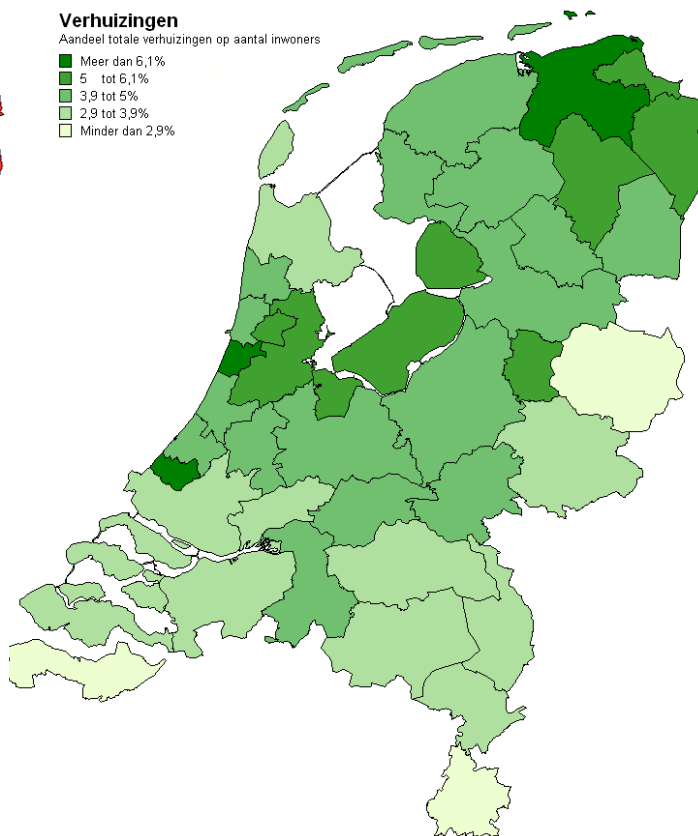 Verhuizingen
Aandeel totale verhuizingen op aantal inwoners
Meer dan 6,1%
5 tot 6,1%
3,9 tot 5%
2,9 tot 3,9%
Minder dan 2,9%